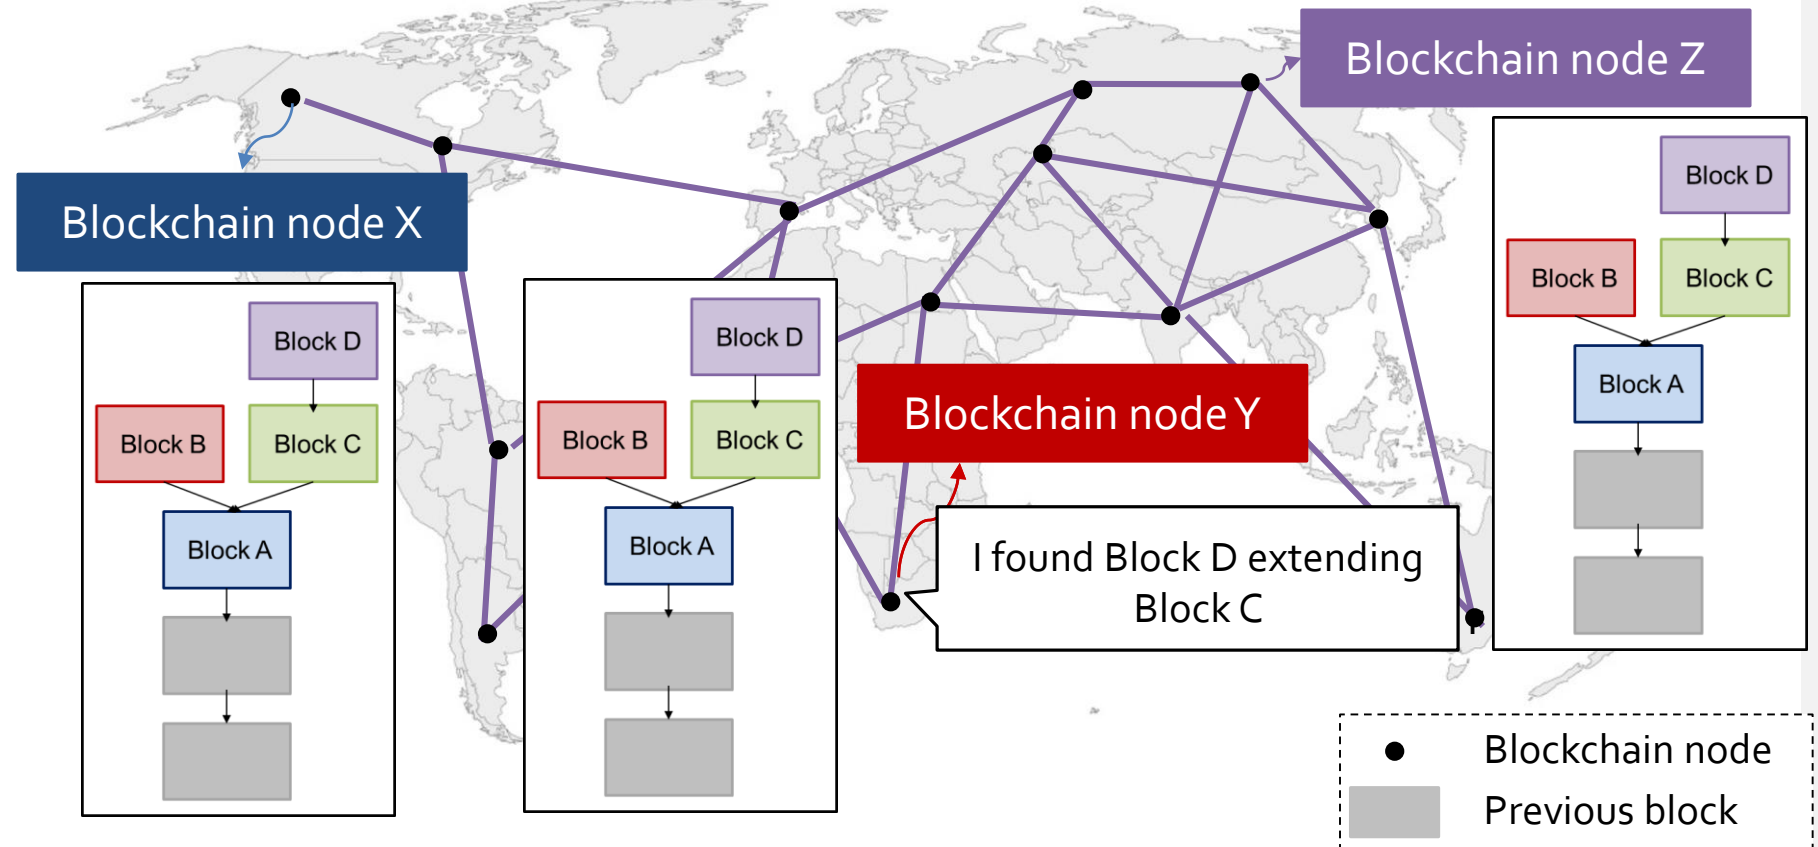 Blockchain node Z
Blockchain node X
Block D
Block B
Block C
Block A
Block D
Block B
Block C
Block A
Blockchain node Y
I found Block D extending
Block C
Block D
Block B
Block C
Block A
Blockchain node
Previous block